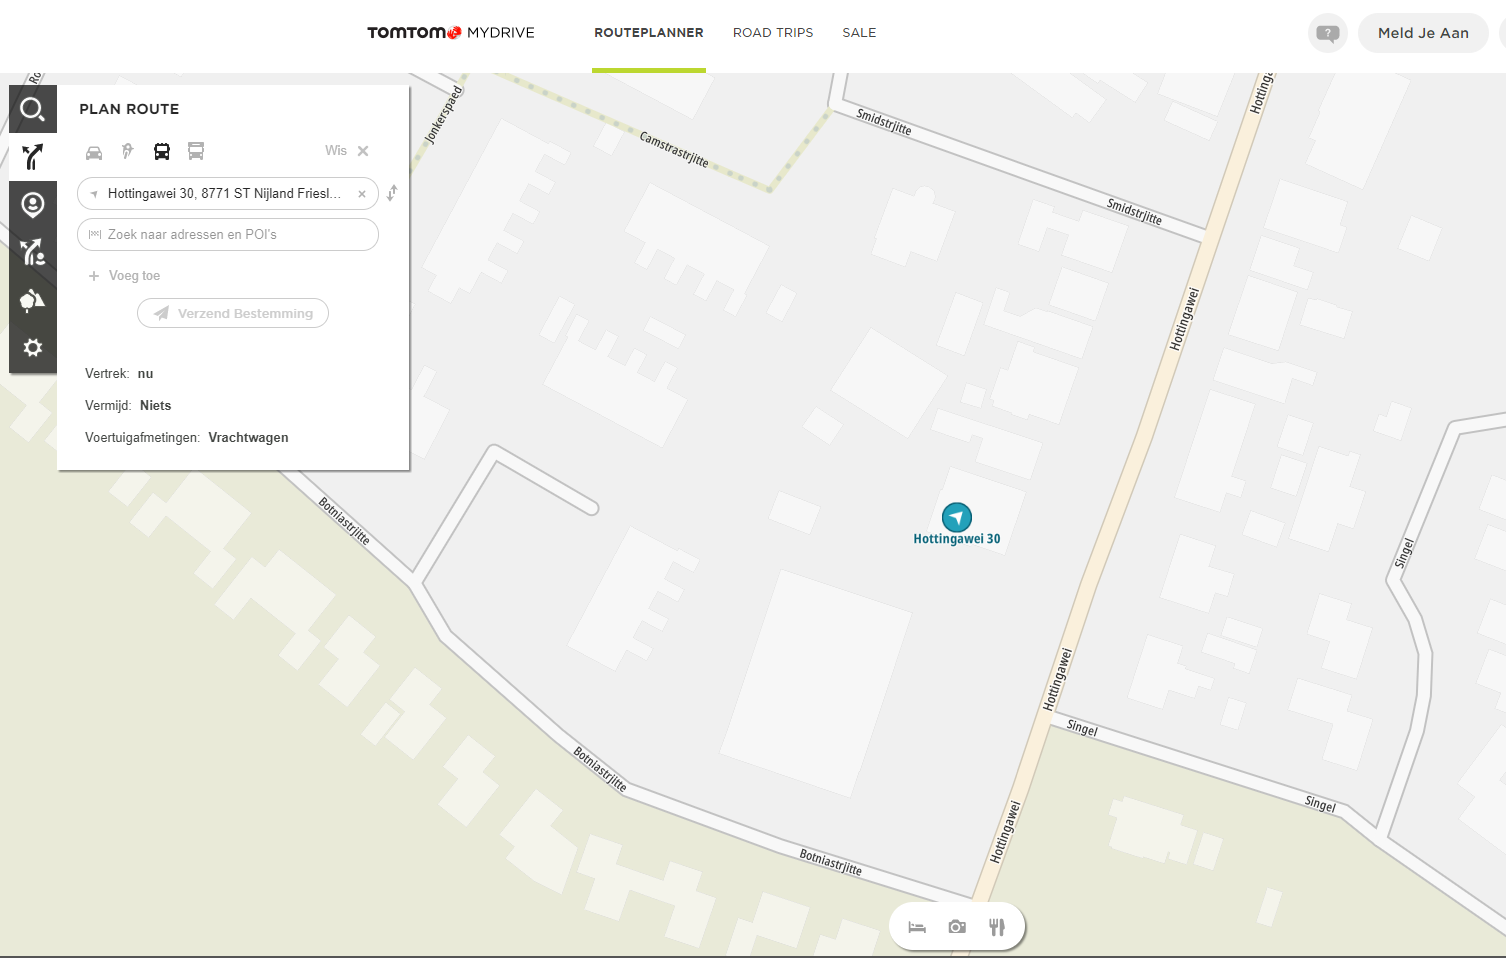 TOMTOM MYDRIVE
ROUTEPLANNER
ROAD TRIPS
SALE
?
Meld Je Aan
PLAN ROUTE
Wis
Hottingawei 30, 8771 ST Nijland Friesl...
Zoek naar adressen en POI's
Voeg toe
Verzend Bestemming
Vertrek: nu
Vermijd: Niets
Voertuigafmetingen: Vrachtwagen
Jonkerspaed
Camstrastrjitte
Smidstrjitte
Smidstrjitte
Hottingawei
Botniastrjitte
Hottingawei 30
Singel
Hottingawei
Singel
Botniastrjitte
Singel
Hottingawei
Botniastrjitte